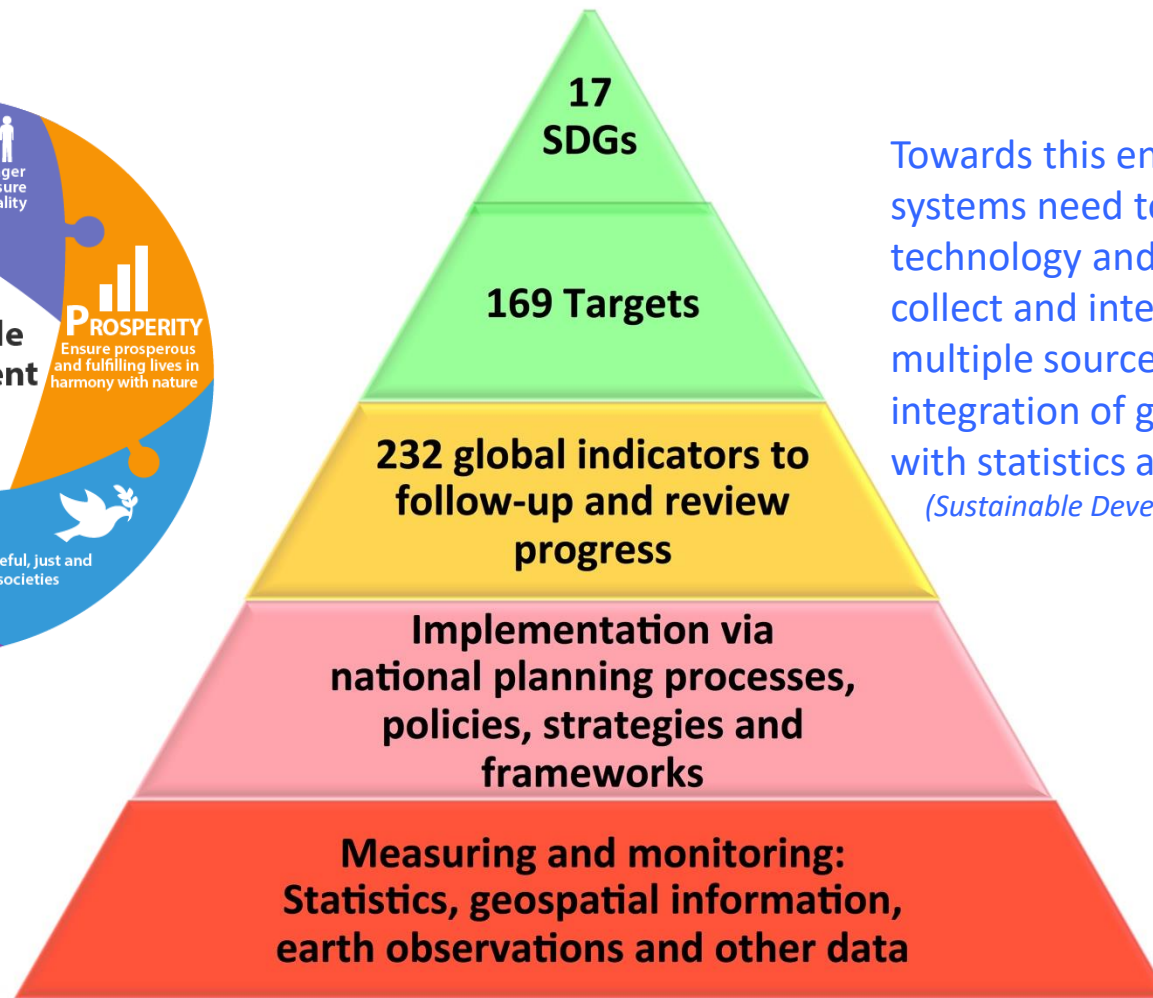 ger
sure
ality
PROSPERITY
Ensure prosperous
and fulfilling lives in
harmony with nature
le
ent
eful, just and
societies
17
SDGs
169 Targets
232 global indicators to
follow-up and review
progress
Implementation via
national planning processes,
policies, strategies and
frameworks
Measuring and monitoring:
Statistics, geospatial information,
earth observations and other data
Towards this en
systems need to
technology and
collect and inte
multiple source
integration of g
with statistics a
(Sustainable Deve